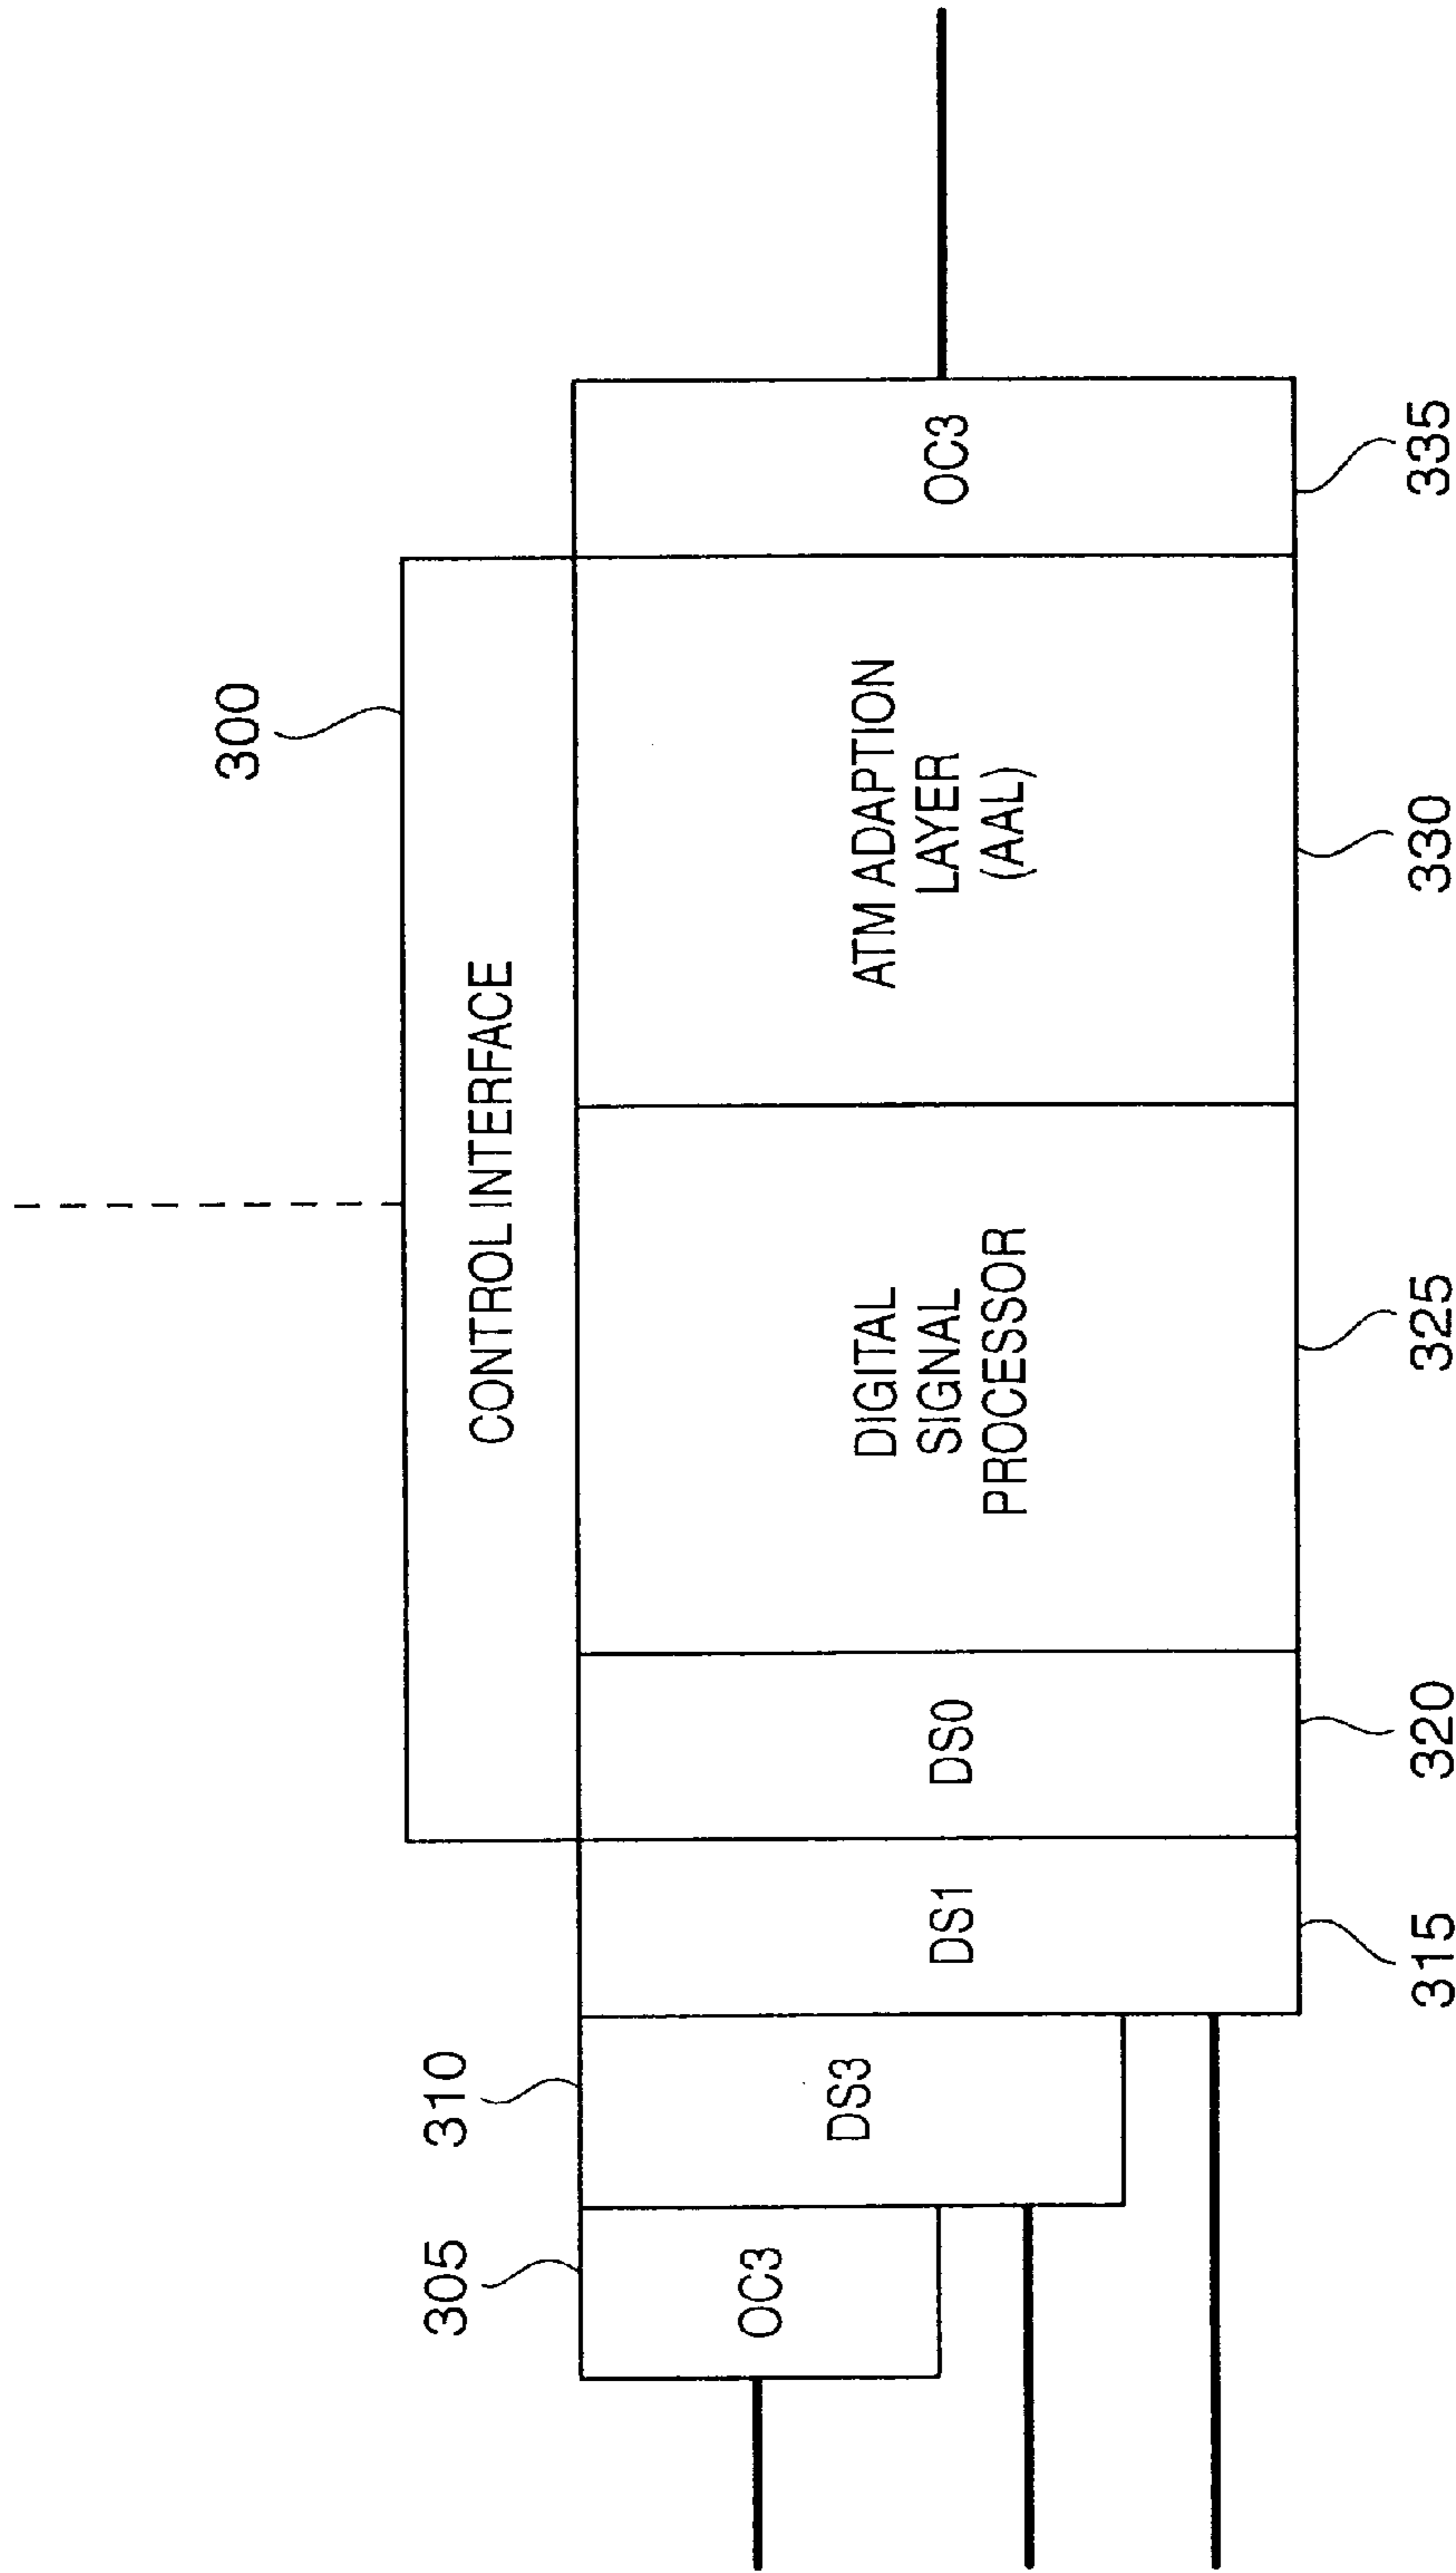 300
CONTROL INTERFACE
305
OC3
310
DS3
DS1
315
DS0
320
DIGITAL
SIGNAL
PROCESSOR
325
ATM ADAPTION
LAYER
(AAL)
330
OC3
335